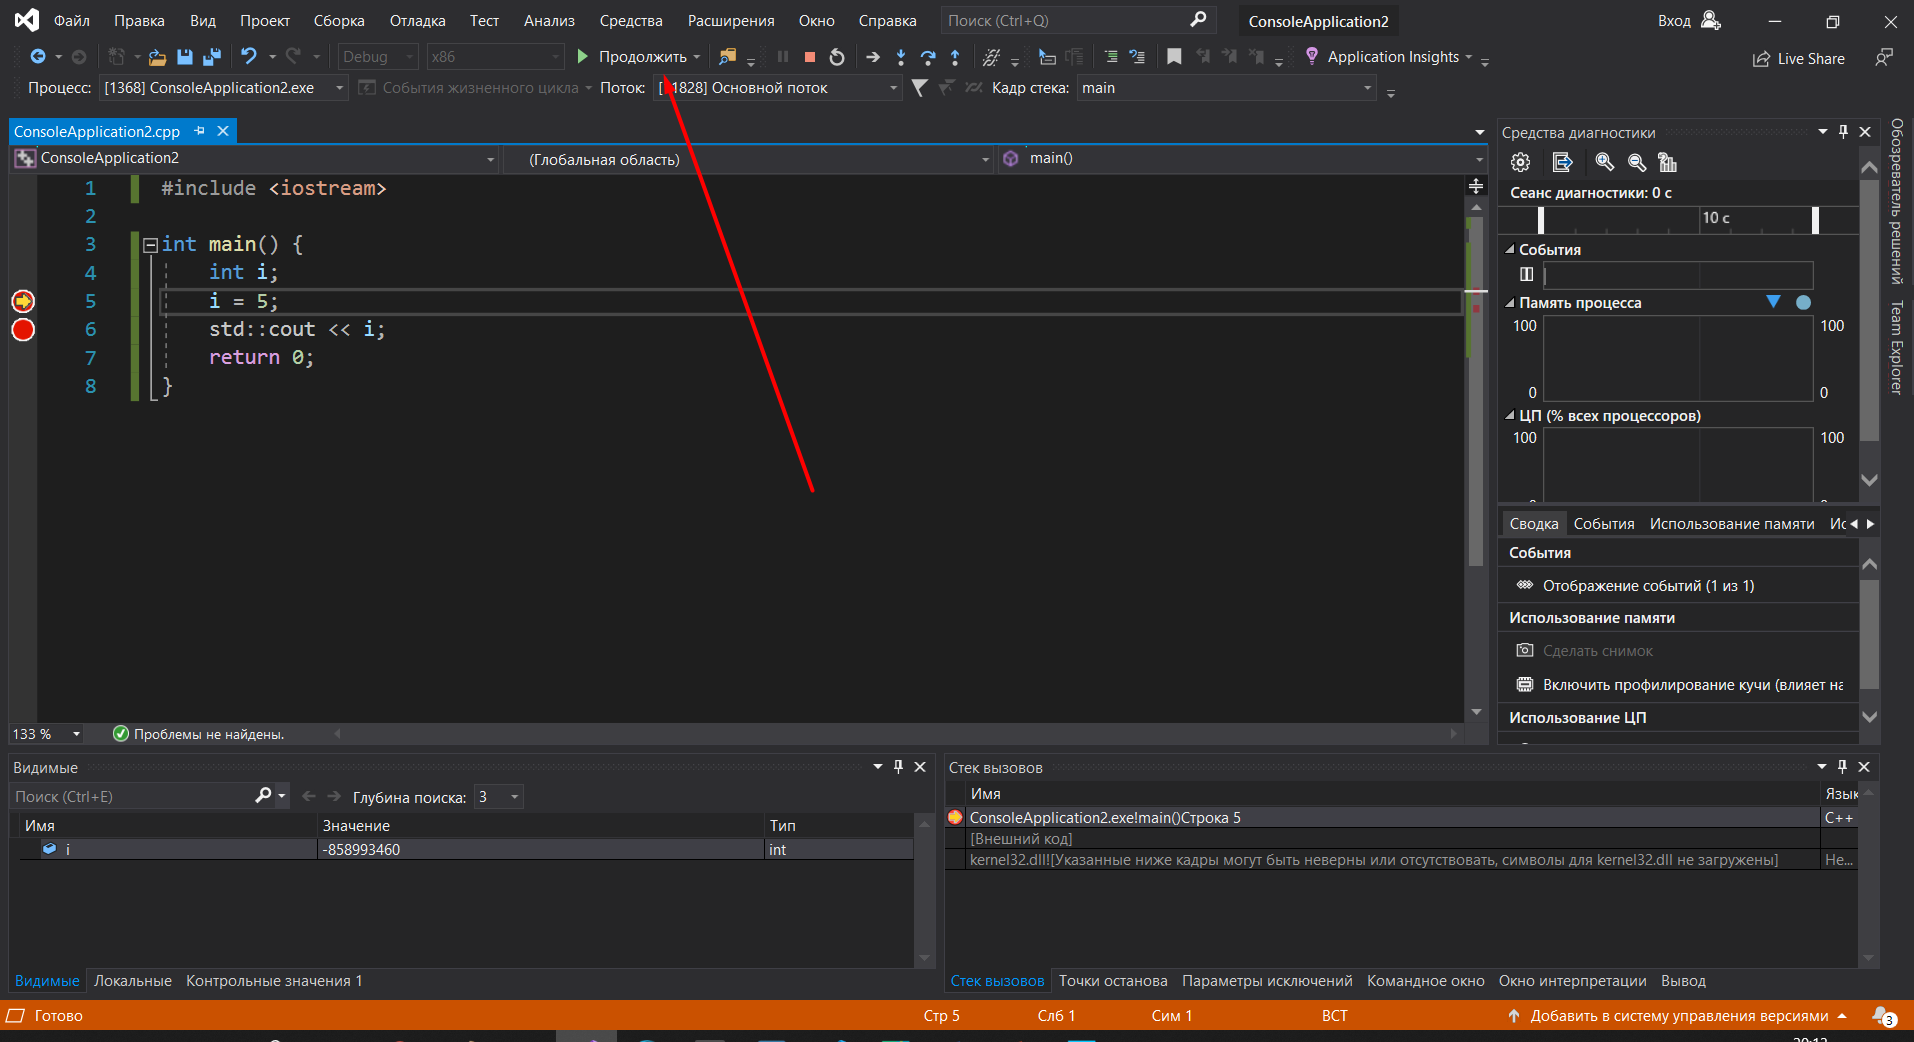 Файл Правка Вид Проект Сборка Отладка Тест Анализ Средства Расширения Окно Справка Поиск (Ctrl+Q) ConsoleApplication2 Вход
Debug x86 Продолжить Application Insights Live Share
Процесс: [1368] ConsoleApplication2.exe События жизненного цикла Поток: 1828] Основной поток Кадр стека: main
ConsoleApplication2.cpp
ConsoleApplication2 (Глобальная область) main()
1 #include <iostream>
2
3 int main() {
4 int i;
5 i = 5;
6 std::cout << i;
7 return 0;
8 }
133 % Проблемы не найдены.
Средства диагностики
Сеанс диагностики: 0 с
10 с
События
Память процесса
100 100
0 0
ЦП (% всех процессоров)
100 100
Сводка События Использование памяти Ис
События
Отображение событий (1 из 1)
Использование памяти
Сделать снимок
Включить профилирование кучи (влияет на
Использование ЦП
Обозреватель решений
Team Explorer
Видимые
Поиск (Ctrl+E) Глубина поиска: 3
Имя Значение Тип
i -858993460 int
Видимые Локальные Контрольные значения 1
Стек вызовов
Имя Язык
ConsoleApplication2.exe!main()Строка 5 C++
[Внешний код]
kernel32.dll![Указанные ниже кадры могут быть неверны или отсутствовать, символы для kernel32.dll не загружены] Не...
Стек вызовов Точки останова Параметры исключений Командное окно Окно интерпретации Вывод
Готово Стр 5 Слб 1 Сим 1 ВСТ Добавить в систему управления версиями 3